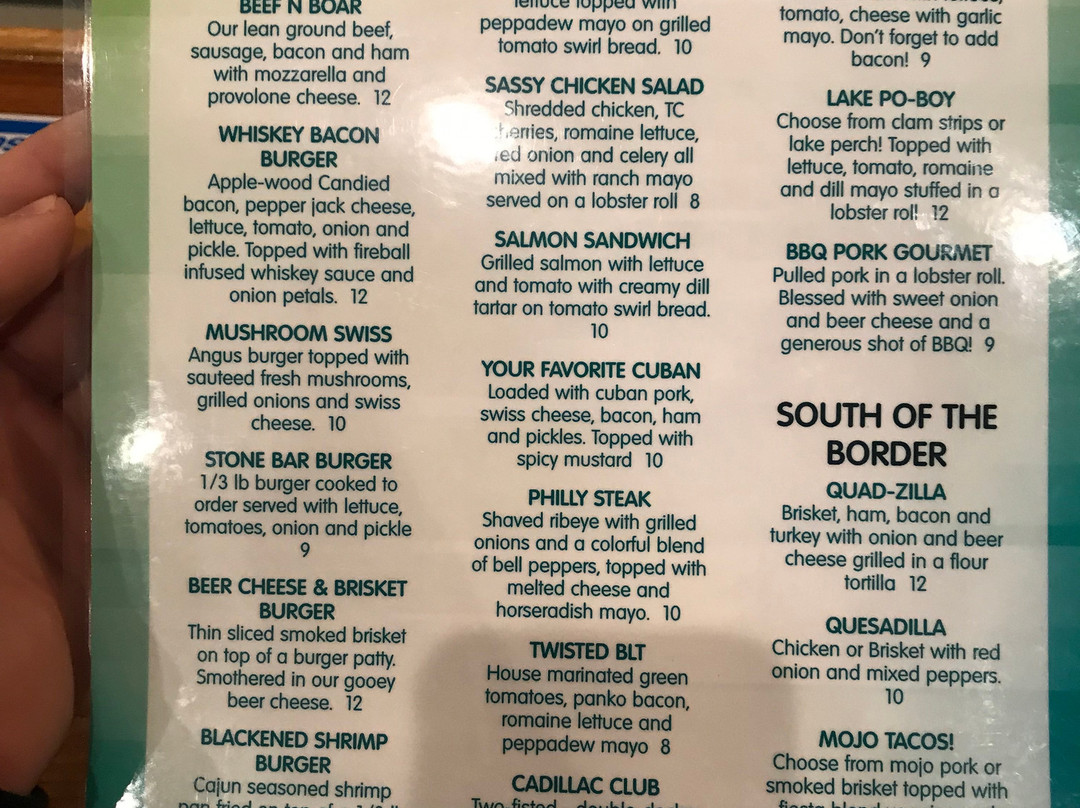 BEEF N BOAR
Our lean ground beef,
sausage, bacon and ham
with mozzarella and
provolone cheese. 12
WHISKEY BACON
BURGER
Apple-wood Candied
bacon, pepper jack cheese,
lettuce, tomato, onion and
pickle. Topped with fireball
infused whiskey sauce and
onion petals. 12
MUSHROOM SWISS
Angus burger topped with
sauteed fresh mushrooms,
grilled onions and swiss
cheese. 10
STONE BAR BURGER
1/3 lb burger cooked to
order served with lettuce,
tomatoes, onion and pickle
9
BEER CHEESE & BRISKET
BURGER
Thin sliced smoked brisket
on top of a burger patty.
Smothered in our gooey
beer cheese. 12
BLACKENED SHRIMP
BURGER
Cajun seasoned shrimp
pan fried on top of a 1/3 lb
lettuce topped with
peppadew mayo on grilled
tomato swirl bread. 10
SASSY CHICKEN SALAD
Shredded chicken, TC
cherries, romaine lettuce,
red onion and celery all
mixed with ranch mayo
served on a lobster roll 8
SALMON SANDWICH
Grilled salmon with lettuce
and tomato with creamy dill
tartar on tomato swirl bread.
10
YOUR FAVORITE CUBAN
Loaded with cuban pork,
swiss cheese, bacon, ham
and pickles. Topped with
spicy mustard 10
PHILLY STEAK
Shaved ribeye with grilled
onions and a colorful blend
of bell peppers, topped with
melted cheese and
horseradish mayo. 10
TWISTED BLT
House marinated green
tomatoes, panko bacon,
romaine lettuce and
peppadew mayo 8
CADILLAC CLUB
Two fisted double
tomato, cheese with garlic
mayo. Don't forget to add
bacon! 9
LAKE PO-BOY
Choose from clam strips or
lake perch! Topped with
lettuce, tomato, romaine
and dill mayo stuffed in a
lobster roll 12
BBQ PORK GOURMET
Pulled pork in a lobster roll.
Blessed with sweet onion
and beer cheese and a
generous shot of BBQ! 9
SOUTH OF THE
BORDER
QUAD-ZILLA
Brisket, ham, bacon and
turkey with onion and beer
cheese grilled in a flour
tortilla 12
QUESADILLA
Chicken or Brisket with red
onion and mixed peppers.
10
MOJO TACOS!
Choose from mojo pork or
smoked brisket topped with